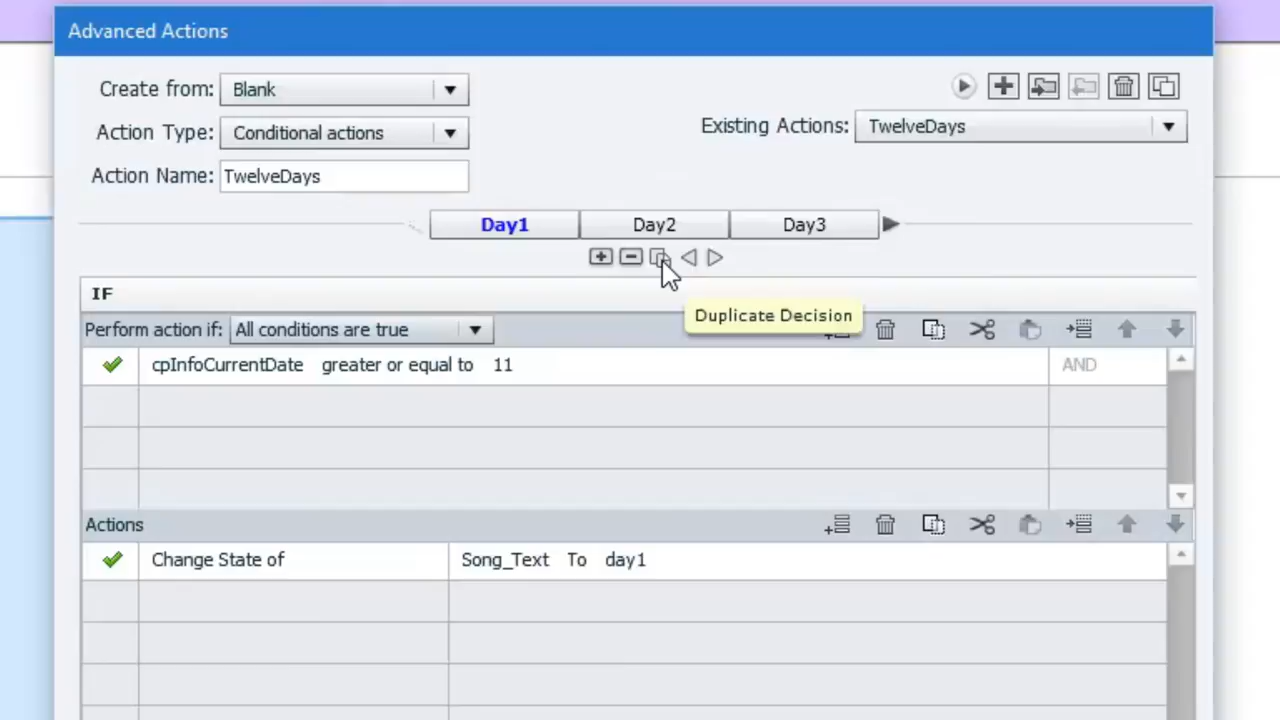 Advanced Actions
Create from: Blank
Action Type: Conditional actions
Existing Actions: TwelveDays
Action Name: TwelveDays
Day1 Day2 Day3
IF
Duplicate Decision
Perform action if: All conditions are true
cpInfoCurrentDate greater or equal to 11 AND
Actions
Change State of Song_Text To day1